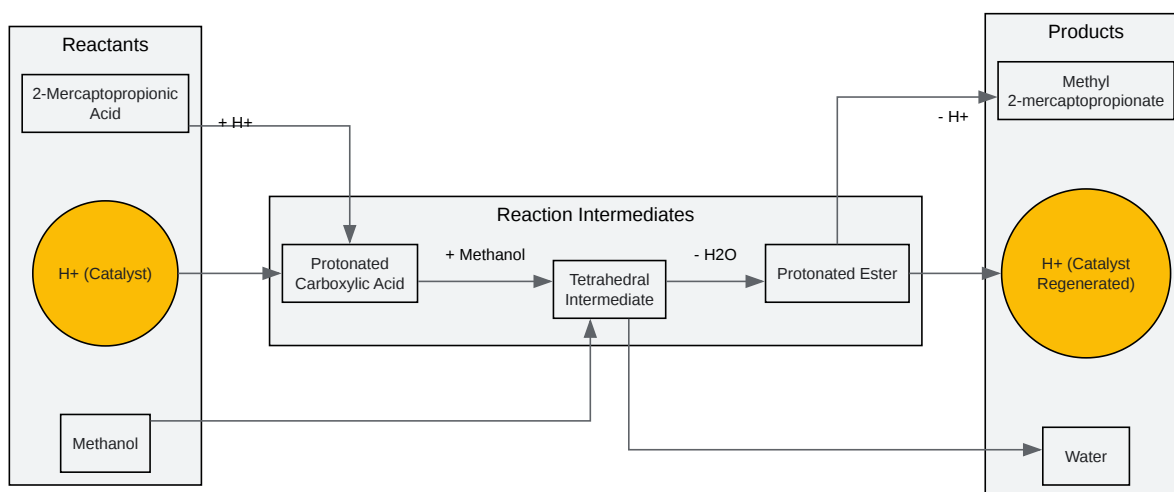 Reactants
2-Mercaptopropionic
Acid
+ H+
H+ (Catalyst)
Methanol
Reaction Intermediates
Protonated
Carboxylic Acid
+ Methanol
Tetrahedral
Intermediate
- H2O
Protonated Ester
- H+
Products
Methyl
2-mercaptopropionate
H+ (Catalyst
Regenerated)
Water